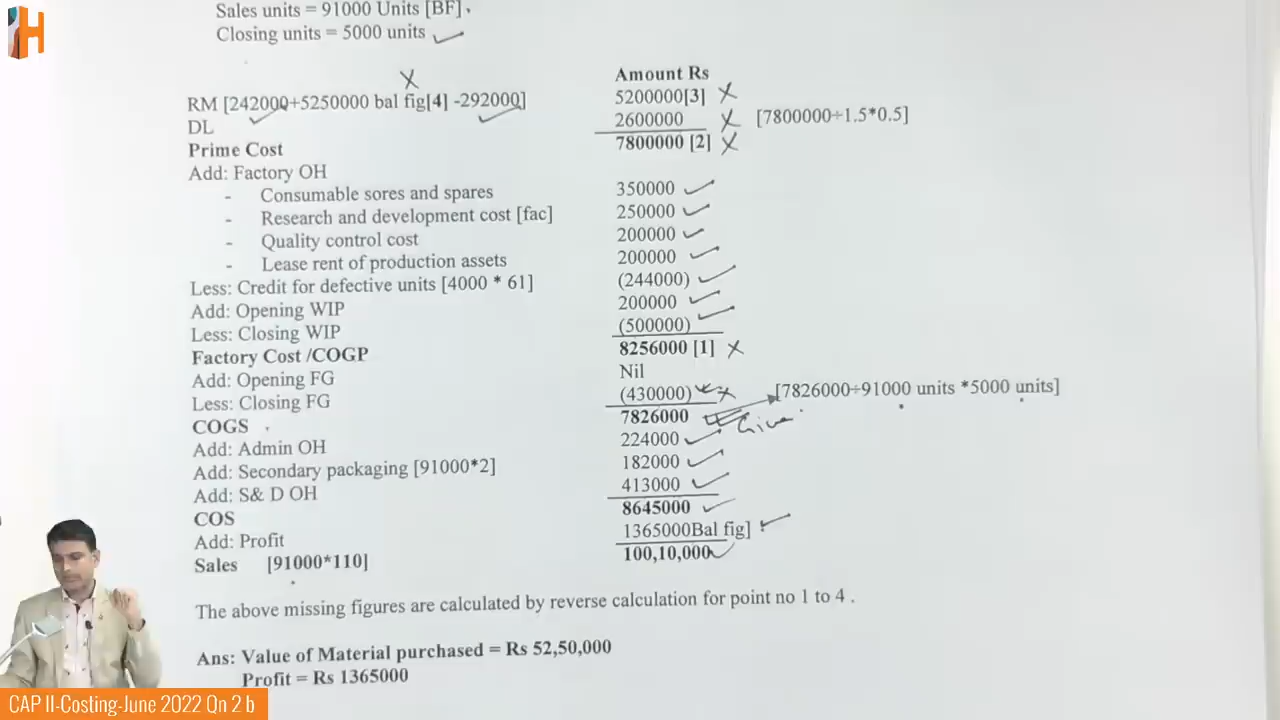 Sales units = 91000 Units [BF].
Closing units = 5000 units
Amount Rs
RM [242000+5250000 bal fig[4] -292000] 5200000[3]
DL 2600000 [7800000÷1.5*0.5]
Prime Cost 7800000 [2]
Add: Factory OH
- Consumable sores and spares 350000
- Research and development cost [fac] 250000
- Quality control cost 200000
- Lease rent of production assets 200000
Less: Credit for defective units [4000 * 61] (244000)
Add: Opening WIP 200000
Less: Closing WIP (500000)
Factory Cost /COGP 8256000 [1]
Add: Opening FG Nil
Less: Closing FG (430000) [7826000÷91000 units *5000 units]
COGS 7826000 Given
Add: Admin OH 224000
Add: Secondary packaging [91000*2] 182000
Add: S& D OH 413000
COS 8645000
Add: Profit 1365000Bal fig]
Sales [91000*110] 100,10,000
The above missing figures are calculated by reverse calculation for point no 1 to 4 .
Ans: Value of Material purchased = Rs 52,50,000
Profit = Rs 1365000
CAP II-Costing-June 2022 Qn 2 b